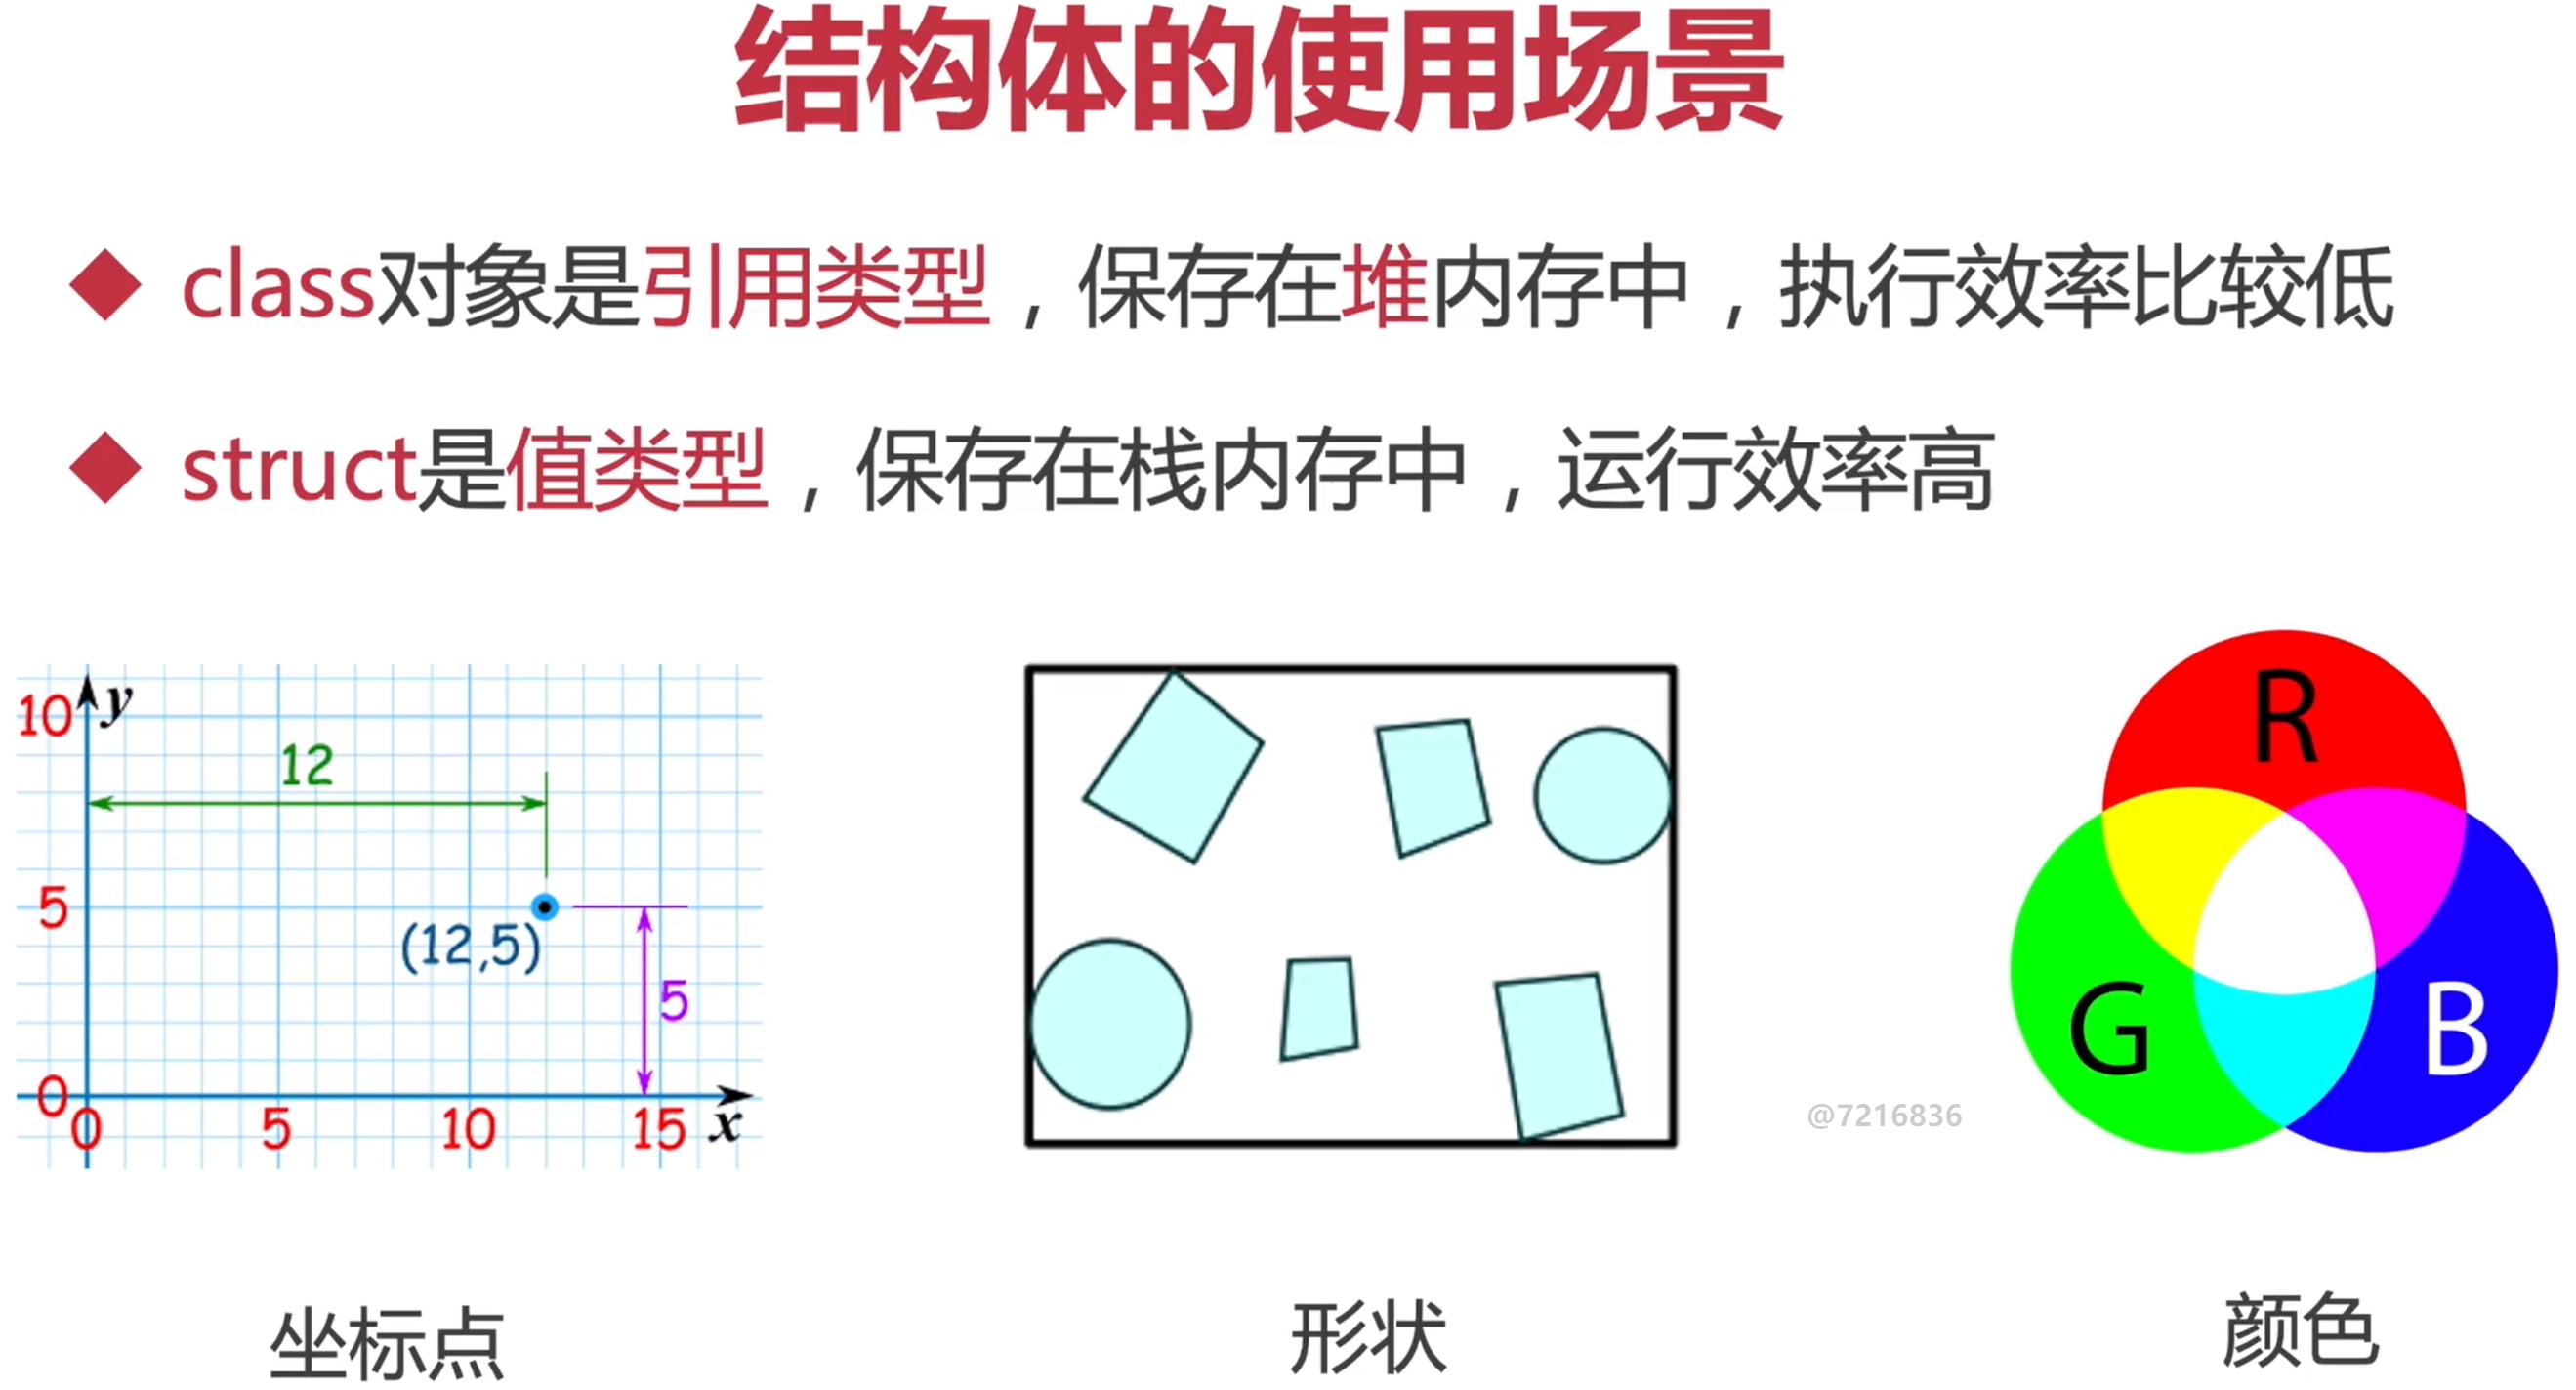 结构体的使用场景
class对象是引用类型，保存在堆内存中，执行效率比较低
struct是值类型，保存在栈内存中，运行效率高
10 y
12
5
(12,5)
5
0
0 5 10 15 x
R
G B
@7216836
坐标点 形状 颜色